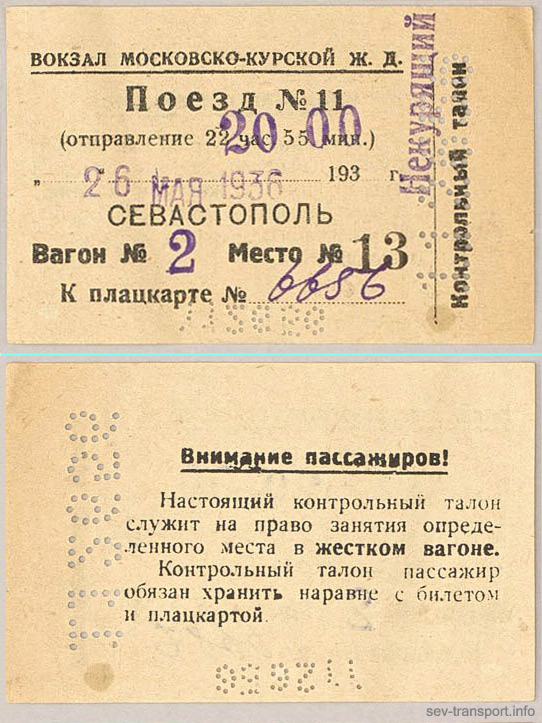 ВОКЗАЛ МОСКОВСКО-КУРСКОЙ Ж. Д.
Поезд № 11
(отправление 22 час 55 мин.)
20 00
„ “ 193 г.
26 МАЯ 1936
СЕВАСТОПОЛЬ
Вагон № 2 Место № 13
К плацкарте № 6656
Некурящий
Контрольный талон
Внимание пассажиров!
Настоящий контрольный талон
служит на право занятия опреде-
ленного места в жестком вагоне.
Контрольный талон пассажир
обязан хранить наравне с билетом
и плацкартой.
sev-transport.info